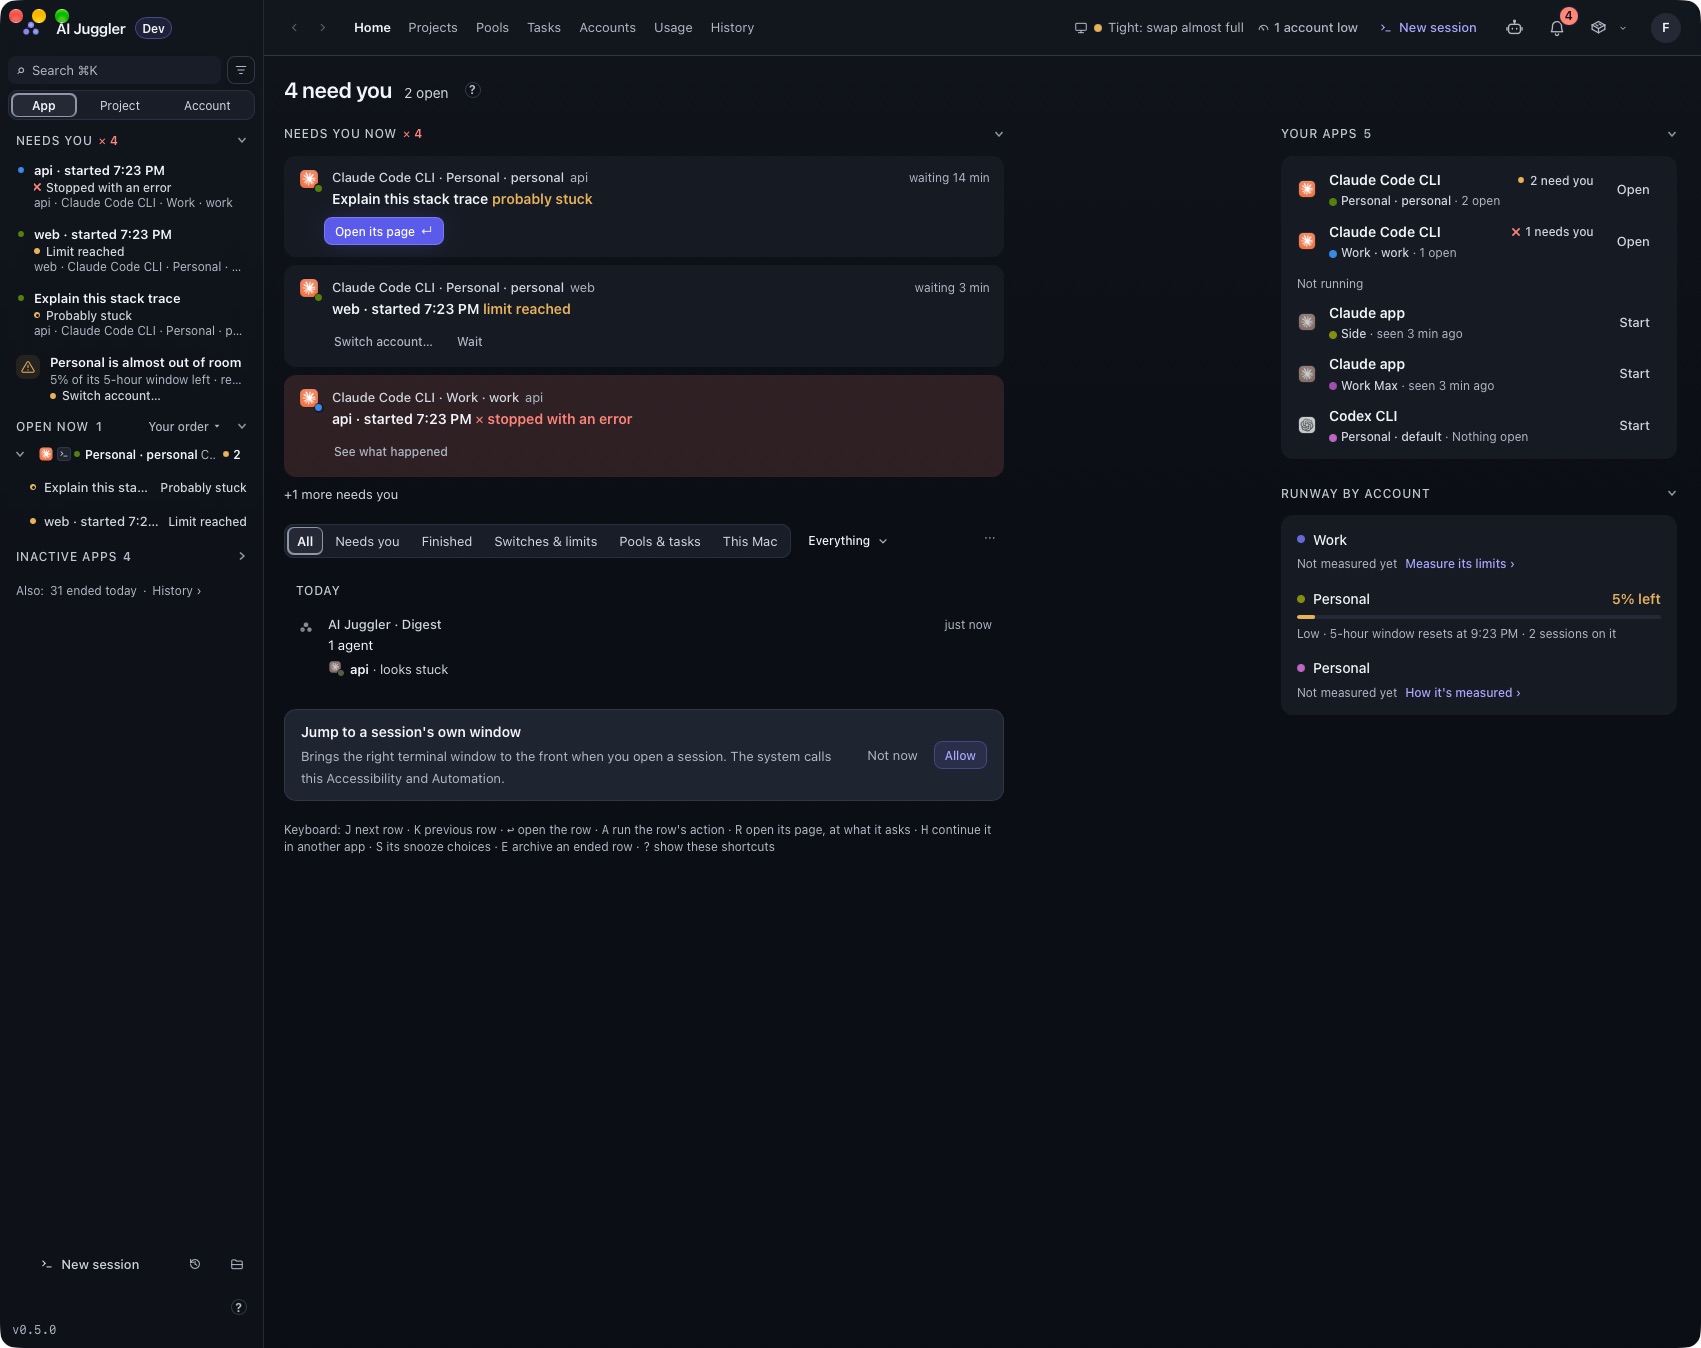 AI Juggler Dev
Search ⌘K
App Project Account
NEEDS YOU × 4
api · started 7:23 PM
× Stopped with an error
api · Claude Code CLI · Work · work
web · started 7:23 PM
Limit reached
web · Claude Code CLI · Personal · ...
Explain this stack trace
Probably stuck
api · Claude Code CLI · Personal · p...
Personal is almost out of room
5% of its 5-hour window left · re...
Switch account...
OPEN NOW 1 Your order
Personal · personal C.. 2
Explain this sta... Probably stuck
web · started 7:2... Limit reached
INACTIVE APPS 4
Also: 31 ended today · History ›
New session
?
v0.5.0
Home Projects Pools Tasks Accounts Usage History
Tight: swap almost full 1 account low New session 4 F
4 need you 2 open ?
NEEDS YOU NOW × 4
Claude Code CLI · Personal · personal api waiting 14 min
Explain this stack trace probably stuck
Open its page ↵
Claude Code CLI · Personal · personal web waiting 3 min
web · started 7:23 PM limit reached
Switch account... Wait
Claude Code CLI · Work · work api
api · started 7:23 PM × stopped with an error
See what happened
+1 more needs you
All Needs you Finished Switches & limits Pools & tasks This Mac Everything ...
TODAY
AI Juggler · Digest just now
1 agent
api · looks stuck
Jump to a session's own window
Brings the right terminal window to the front when you open a session. The system calls
this Accessibility and Automation.
Not now Allow
Keyboard: J next row · K previous row · ↩ open the row · A run the row's action · R open its page, at what it asks · H continue it
in another app · S its snooze choices · E archive an ended row · ? show these shortcuts
YOUR APPS 5
Claude Code CLI 2 need you Open
Personal · personal · 2 open
Claude Code CLI × 1 needs you Open
Work · work · 1 open
Not running
Claude app Start
Side · seen 3 min ago
Claude app Start
Work Max · seen 3 min ago
Codex CLI Start
Personal · default · Nothing open
RUNWAY BY ACCOUNT
Work
Not measured yet Measure its limits ›
Personal 5% left
Low · 5-hour window resets at 9:23 PM · 2 sessions on it
Personal
Not measured yet How it's measured ›